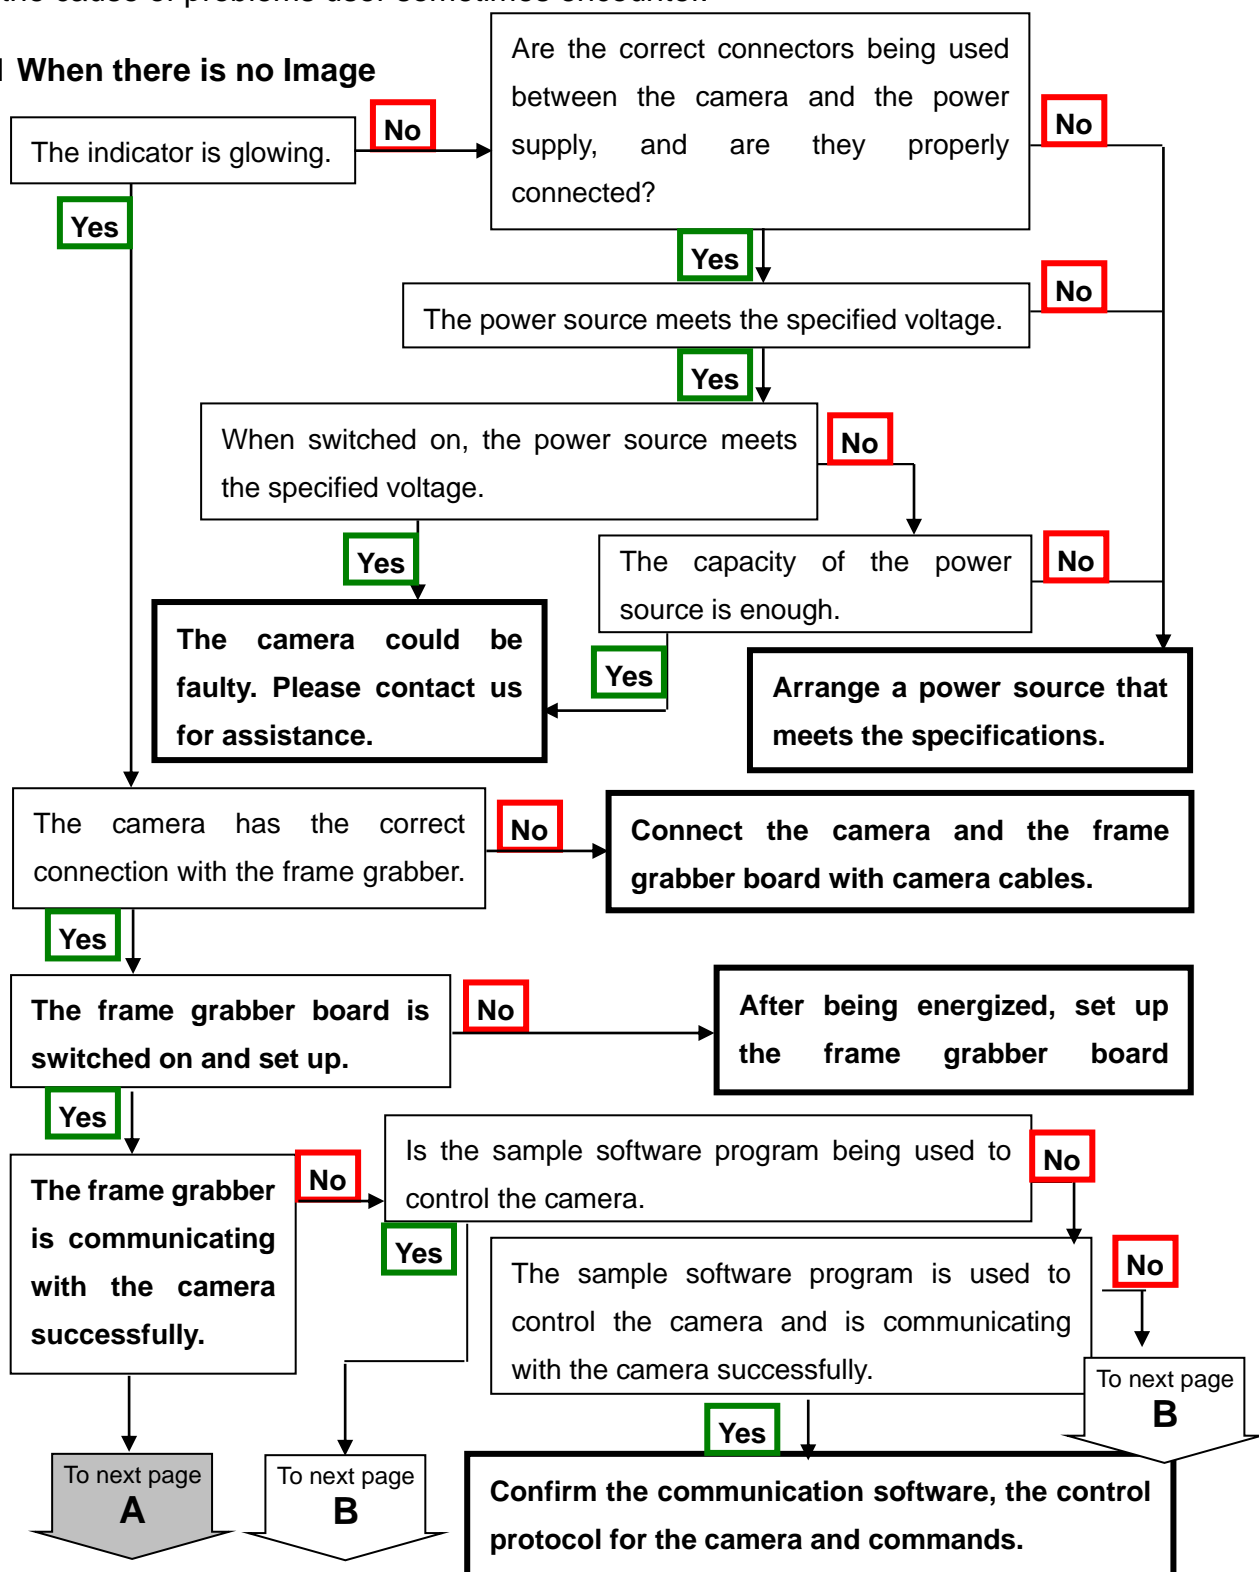 the cause of problems user sometimes encounter.
When there is no Image
Are the correct connectors being used
between the camera and the power
supply, and are they properly
connected?
No
No
The indicator is glowing.
Yes
Yes
No
The power source meets the specified voltage.
Yes
When switched on, the power source meets
the specified voltage.
No
Yes
The capacity of the power
source is enough.
No
The camera could be
faulty. Please contact us
for assistance.
Yes
Arrange a power source that
meets the specifications.
The camera has the correct
connection with the frame grabber.
No
Connect the camera and the frame
grabber board with camera cables.
Yes
The frame grabber board is
switched on and set up.
No
After being energized, set up
the frame grabber board
Yes
The frame grabber
is communicating
with the camera
successfully.
No
Is the sample software program being used to
control the camera.
No
Yes
The sample software program is used to
control the camera and is communicating
with the camera successfully.
No
To next page
B
Yes
To next page
A
To next page
B
Confirm the communication software, the control
protocol for the camera and commands.